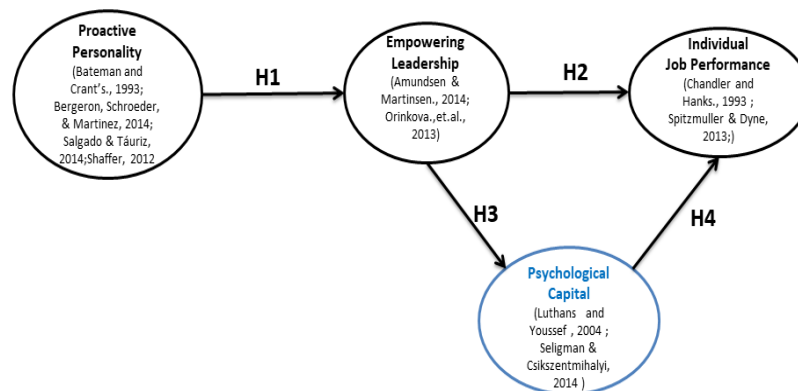 Proactive
Personality
(Bateman and
Crant's., 1993;
Bergeron, Schroeder,
& Martinez, 2014;
Salgado & Táuriz,
2014;Shaffer, 2012
H1
Empowering
Leadership
(Amundsen &
Martinsen., 2014;
Orinkova.,et.al.,
2013)
H2
Individual
Job Performance
(Chandler and
Hanks., 1993 ;
Spitzmuller & Dyne,
2013;)
H3
H4
Psychological
Capital
(Luthans and
Youssef , 2004 ;
Seligman &
Csikszentmihalyi,
2014 )